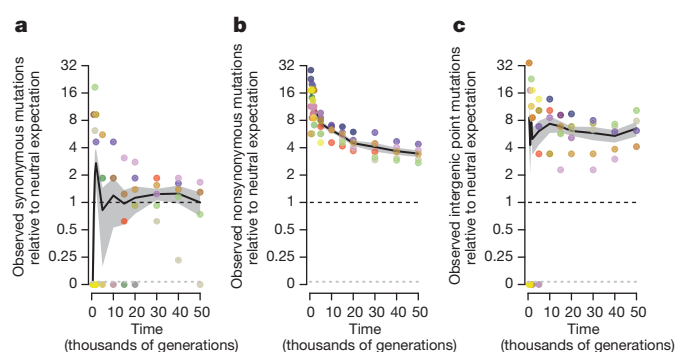 a
Observed synonymous mutations
relative to neutral expectation
32
16
8
4
2
1
0.5
0.25
0
0 10 20 30 40 50
Time
(thousands of generations)
b
Observed nonsynonymous mutations
relative to neutral expectation
32
16
8
4
2
1
0.5
0.25
0
0 10 20 30 40 50
Time
(thousands of generations)
c
Observed intergenic point mutations
relative to neutral expectation
32
16
8
4
2
1
0.5
0.25
0
0 10 20 30 40 50
Time
(thousands of generations)